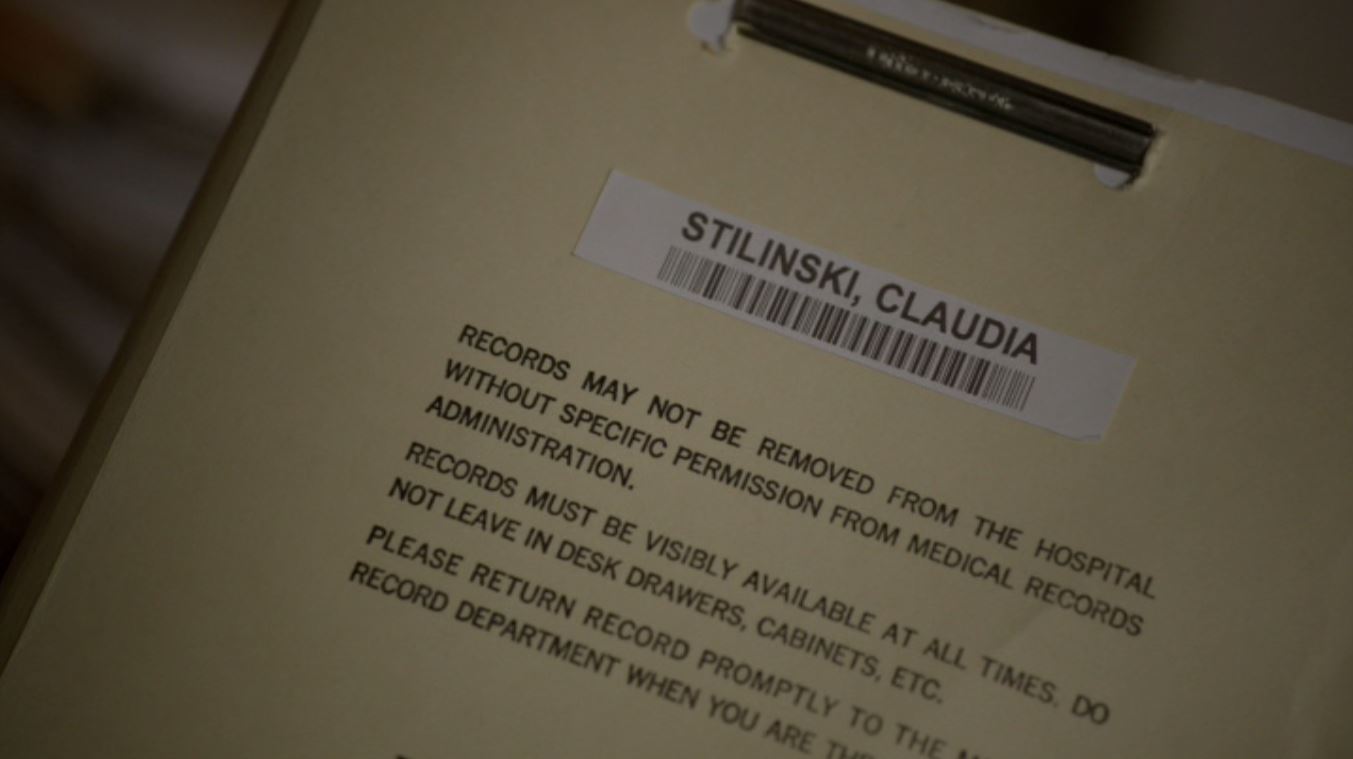 STILINSKI, CLAUDIA
RECORDS MAY NOT BE REMOVED FROM THE HOSPITAL
WITHOUT SPECIFIC PERMISSION FROM MEDICAL RECORDS
ADMINISTRATION.
RECORDS MUST BE VISIBLY AVAILABLE AT ALL TIMES. DO
NOT LEAVE IN DESK DRAWERS, CABINETS, ETC.
PLEASE RETURN RECORD PROMPTLY TO THE
RECORD DEPARTMENT WHEN YOU ARE